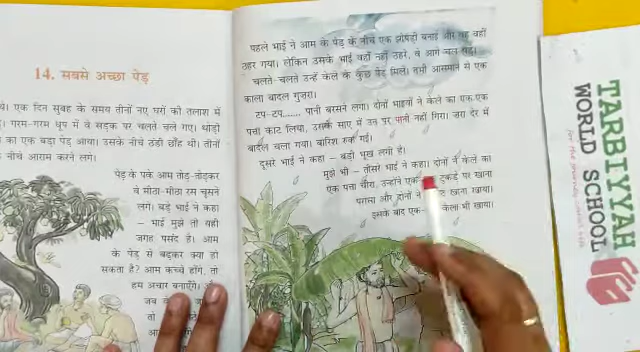 14. सबसे अच्छा पेड़
थे। एक दिन सुबह के समय तीनों नए घरों की तलाश में
गरम-गरम धूप में वे सड़क पर चलते चले गए। थोड़ी
का एक बड़ा पेड़ आया। उसके नीचे ठंडी छाँह थी। तीनों
नीचे आराम करने लगे।
पेड़ के पके आम तोड़-तोड़कर
वे मीठा-मीठा रस चूसने
लगे। बड़े भाई ने कहा
– भाई मुझे तो यही
जगह पसंद है। आम
के पेड़ से बढ़कर क्या हो
सकता है? आम कच्चे होंगे, तो
हम अचार बनाएँगे।
जब
तो
पहले भाई ने आम के पेड़ के नीचे एक झोंपड़ी बनाई और वह वहीं
ठहर गया। लेकिन उसके भाई वहाँ नहीं ठहरे, वे आगे चल पड़े।
चलते-चलते उन्हें केले के कुछ पेड़ मिले। तभी आसमान से एक
काला बादल गुज़रा।
टप-टप...... पानी बरसने लगा। दोनों भाइयों ने केले का एक-एक
पत्ता काट लिया, उसके साए में उन पर पानी नहीं गिरा। ज़रा देर में
बादल चला गया। बारिश रुक गई।
दूसरे भाई ने कहा – बड़ी भूख लगी है।
मुझे भी – तीसरे भाई ने कहा। दोनों ने केले का
एक पत्ता चीरा, उन्होंने टुकड़े पर खाना
और दोनों ने खाना खाया।
इसके बाद एक- केला भी खाया।
TARBIYYAH
WORLD SCHOOL